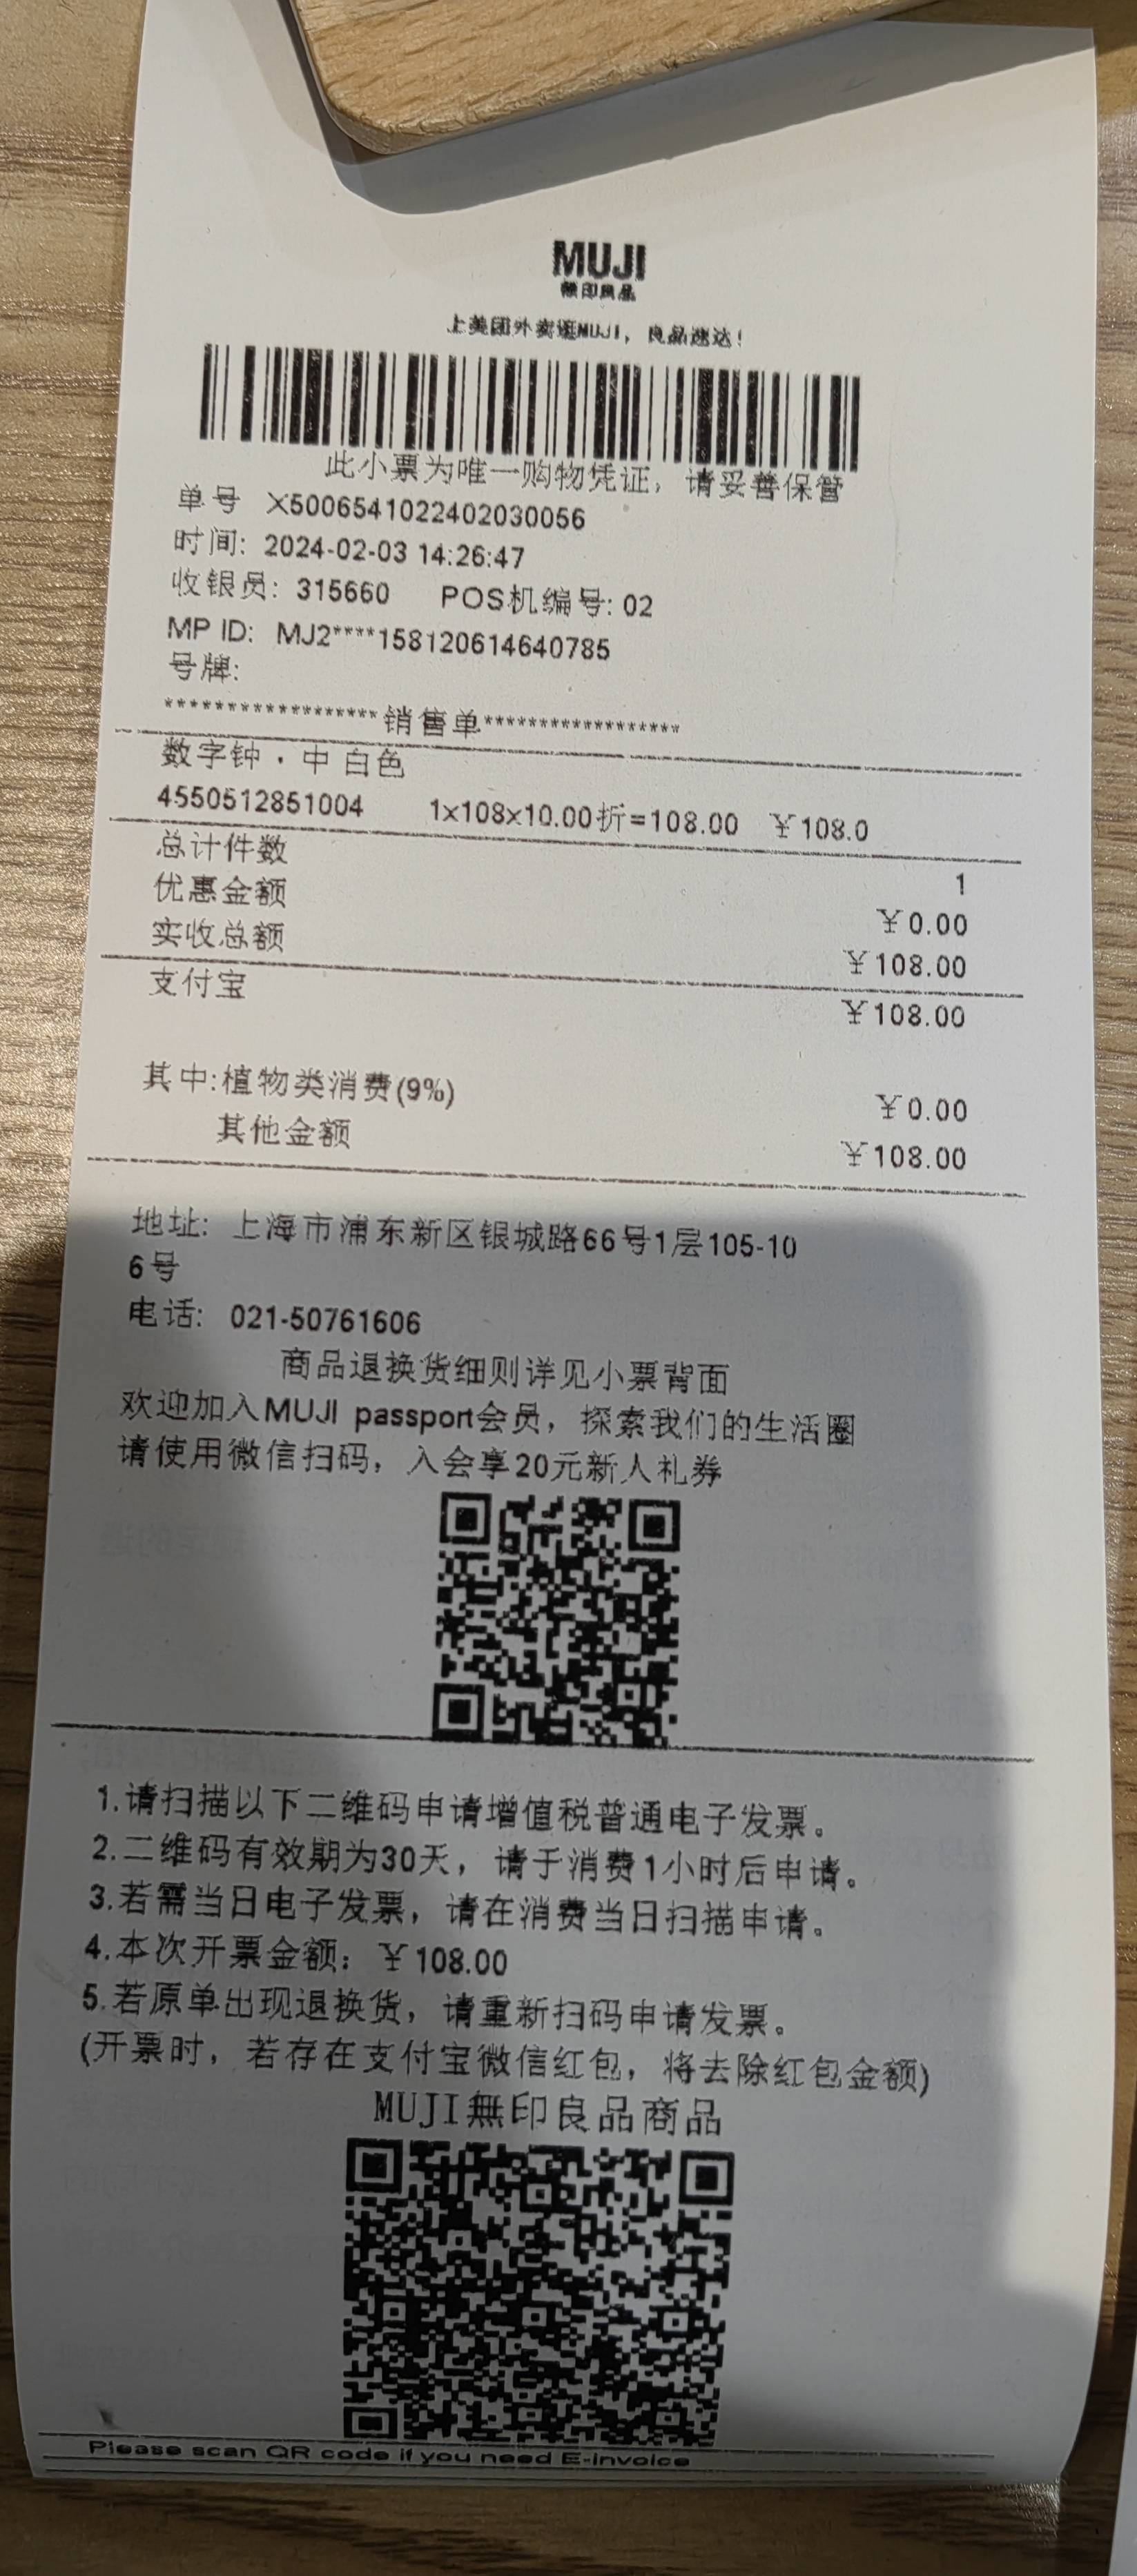 MUJI
無印良品
上美团外卖逛MUJI，良品速达！
此小票为唯一购物凭证，请妥善保管
单号 X5006541022402030056
时间: 2024-02-03 14:26:47
收银员: 315660 POS机编号: 02
MP ID: MJ2****158120614640785
号牌:
******************销售单******************
数字钟·中 白色
4550512851004 1x108x10.00折=108.00 ￥108.0
总计件数 1
优惠金额 ￥0.00
实收总额 ￥108.00
支付宝 ￥108.00
其中:植物类消费(9%) ￥0.00
其他金额 ￥108.00
地址: 上海市浦东新区银城路66号1层105-10
6号
电话: 021-50761606
商品退换货细则详见小票背面
欢迎加入MUJI passport会员，探索我们的生活圈
请使用微信扫码，入会享20元新人礼券
1.请扫描以下二维码申请增值税普通电子发票。
2.二维码有效期为30天，请于消费1小时后申请。
3.若需当日电子发票，请在消费当日扫描申请。
4.本次开票金额：￥108.00
5.若原单出现退换货，请重新扫码申请发票。
(开票时，若存在支付宝微信红包，将去除红包金额)
MUJI無印良品商品
Please scan QR code if you need E-invoice